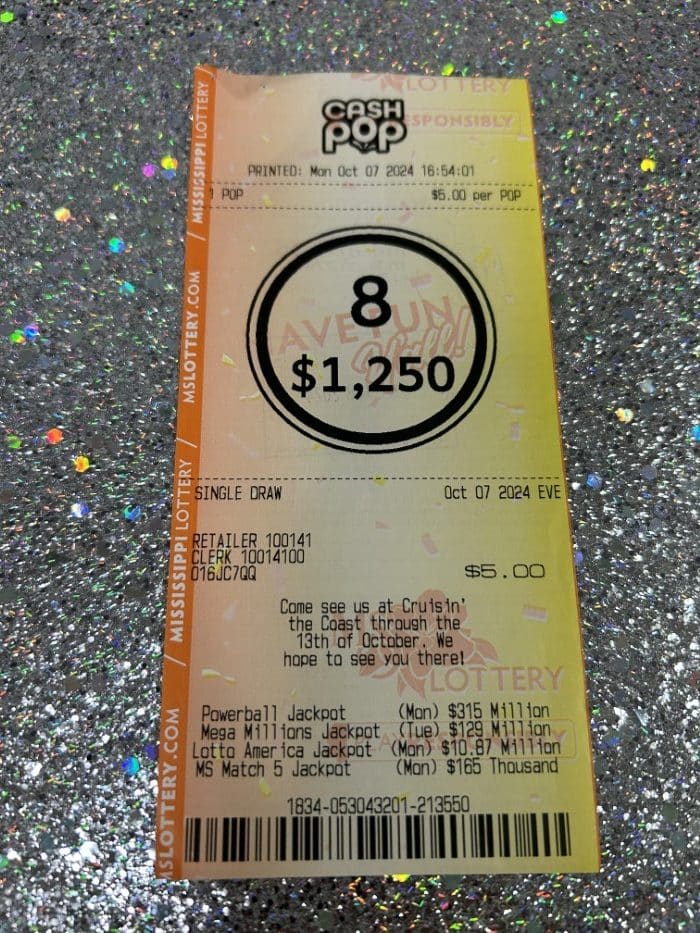 LOTTERY
CASH
POP
RESPONSIBLY
PRINTED: Mon Oct 07 2024 16:54:01
1 POP $5.00 per POP
8
$1,250
SINGLE DRAW Oct 07 2024 EVE
RETAILER 100141
CLERK 10014100
016JC7QQ
$5.00
Come see us at Cruisin'
the Coast through the
13th of October. We
hope to see you there!
LOTTERY
Powerball Jackpot (Mon) $315 Million
Mega Millions Jackpot (Tue) $129 Million
Lotto America Jackpot (Mon) $10.87 Million
MS Match 5 Jackpot (Mon) $165 Thousand
1834-053043201-213550
MSLOTTERY.COM / MISSISSIPPI LOTTERY / MSLOTTERY.COM / MISSISSIPPI LOTTERY /